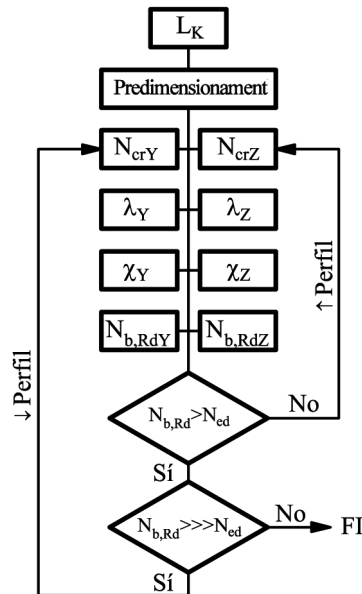 L_K
Predimensionament
N_crY N_crZ
λ_Y λ_Z
χ_Y χ_Z
N_b,RdY N_b,RdZ
↑Perfil
↓Perfil
N_b,Rd>N_ed
No
Sí
N_b,Rd>>>N_ed
No
FI
Sí